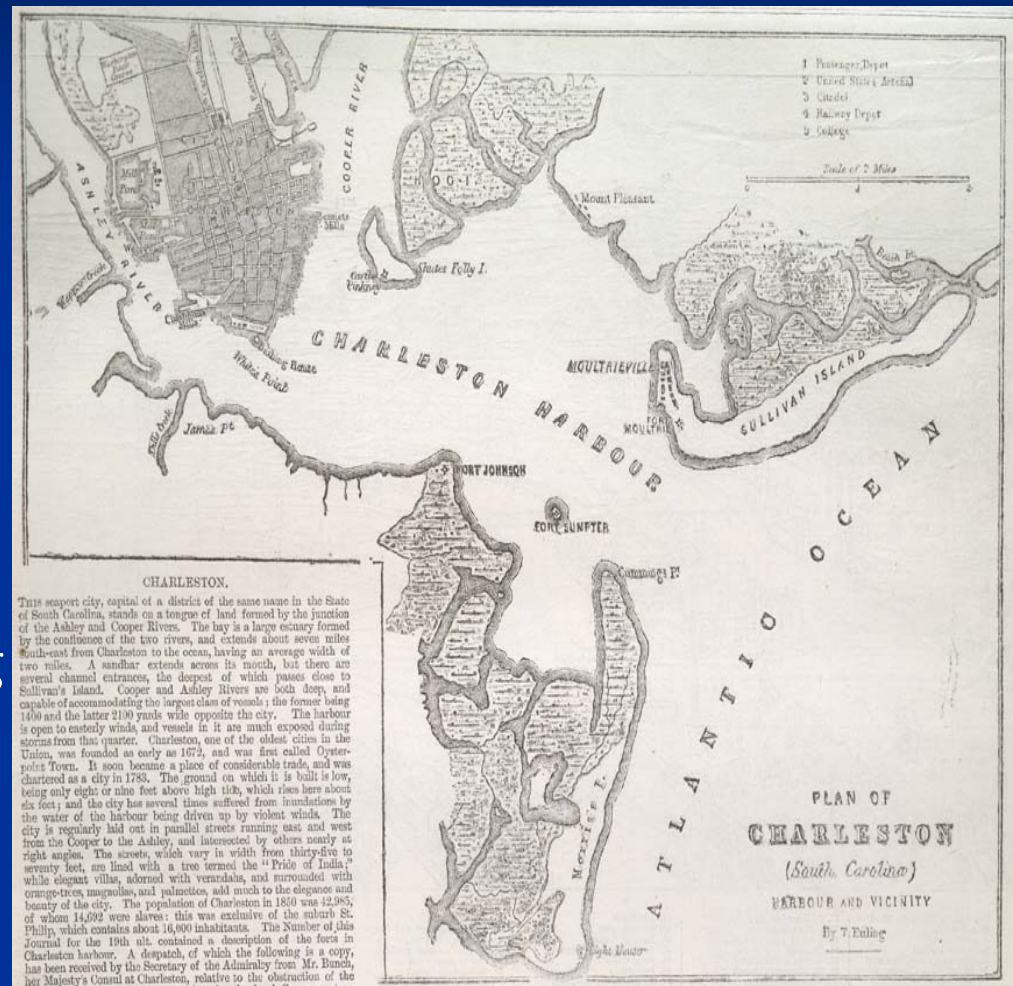 1 Passenger Depot
2 United States Arsenal
3 Citadel
4 Railway Depot
5 College
Scale of 2 Miles
COOPER RIVER
ASHLEY RIVER
Mill Pond
Mount Pleasant
Shutes Folly I.
Castle Pinkney
Wappoo Creek
CHARLESTON HARBOUR
White's Point
MOULTRIEVILLE
FORT MOULTRIE
SULLIVAN ISLAND
James Pt.
FORT JOHNSON
FORT SUMPTER
Cummings Pt.
ATLANTIC OCEAN
MORRISS I.
Light House
PLAN OF
CHARLESTON
(South Carolina)
HARBOUR AND VICINITY
By T. Euling
CHARLESTON.
THIS seaport city, capital of a district of the same name in the State
of South Carolina, stands on a tongue of land formed by the junction
of the Ashley and Cooper Rivers. The bay is a large estuary formed
by the confluence of the two rivers, and extends about seven miles
south-east from Charleston to the ocean, having an average width of
two miles. A sandbar extends across its mouth, but there are
several channel entrances, the deepest of which passes close to
Sullivan's Island. Cooper and Ashley Rivers are both deep, and
capable of accommodating the largest class of vessels; the former being
1400 and the latter 2100 yards wide opposite the city. The harbour
is open to easterly winds, and vessels in it are much exposed during
storms from that quarter. Charleston, one of the oldest cities in the
Union, was founded as early as 1672, and was first called Oyster-
point Town. It soon became a place of considerable trade, and was
chartered as a city in 1783. The ground on which it is built is low,
being only eight or nine feet above high tide, which rises here about
six feet; and the city has several times suffered from inundations by
the water of the harbour being driven up by violent winds. The
city is regularly laid out in parallel streets running east and west
from the Cooper to the Ashley, and intersected by others nearly at
right angles. The streets, which vary in width from thirty-five to
seventy feet, are lined with a tree termed the "Pride of India;"
while elegant villas, adorned with verandahs, and surrounded with
orange-trees, magnolias, and palmettos, add much to the elegance and
beauty of the city. The population of Charleston in 1850 was 42,985,
of whom 14,692 were slaves: this was exclusive of the suburb St.
Philip, which contains about 16,000 inhabitants. The Number of this
Journal for the 19th ult. contained a description of the forts in
Charleston harbour. A despatch, of which the following is a copy,
has been received by the Secretary of the Admiralty from Mr. Bunch,
her Majesty's Consul at Charleston, relative to the obstruction of the